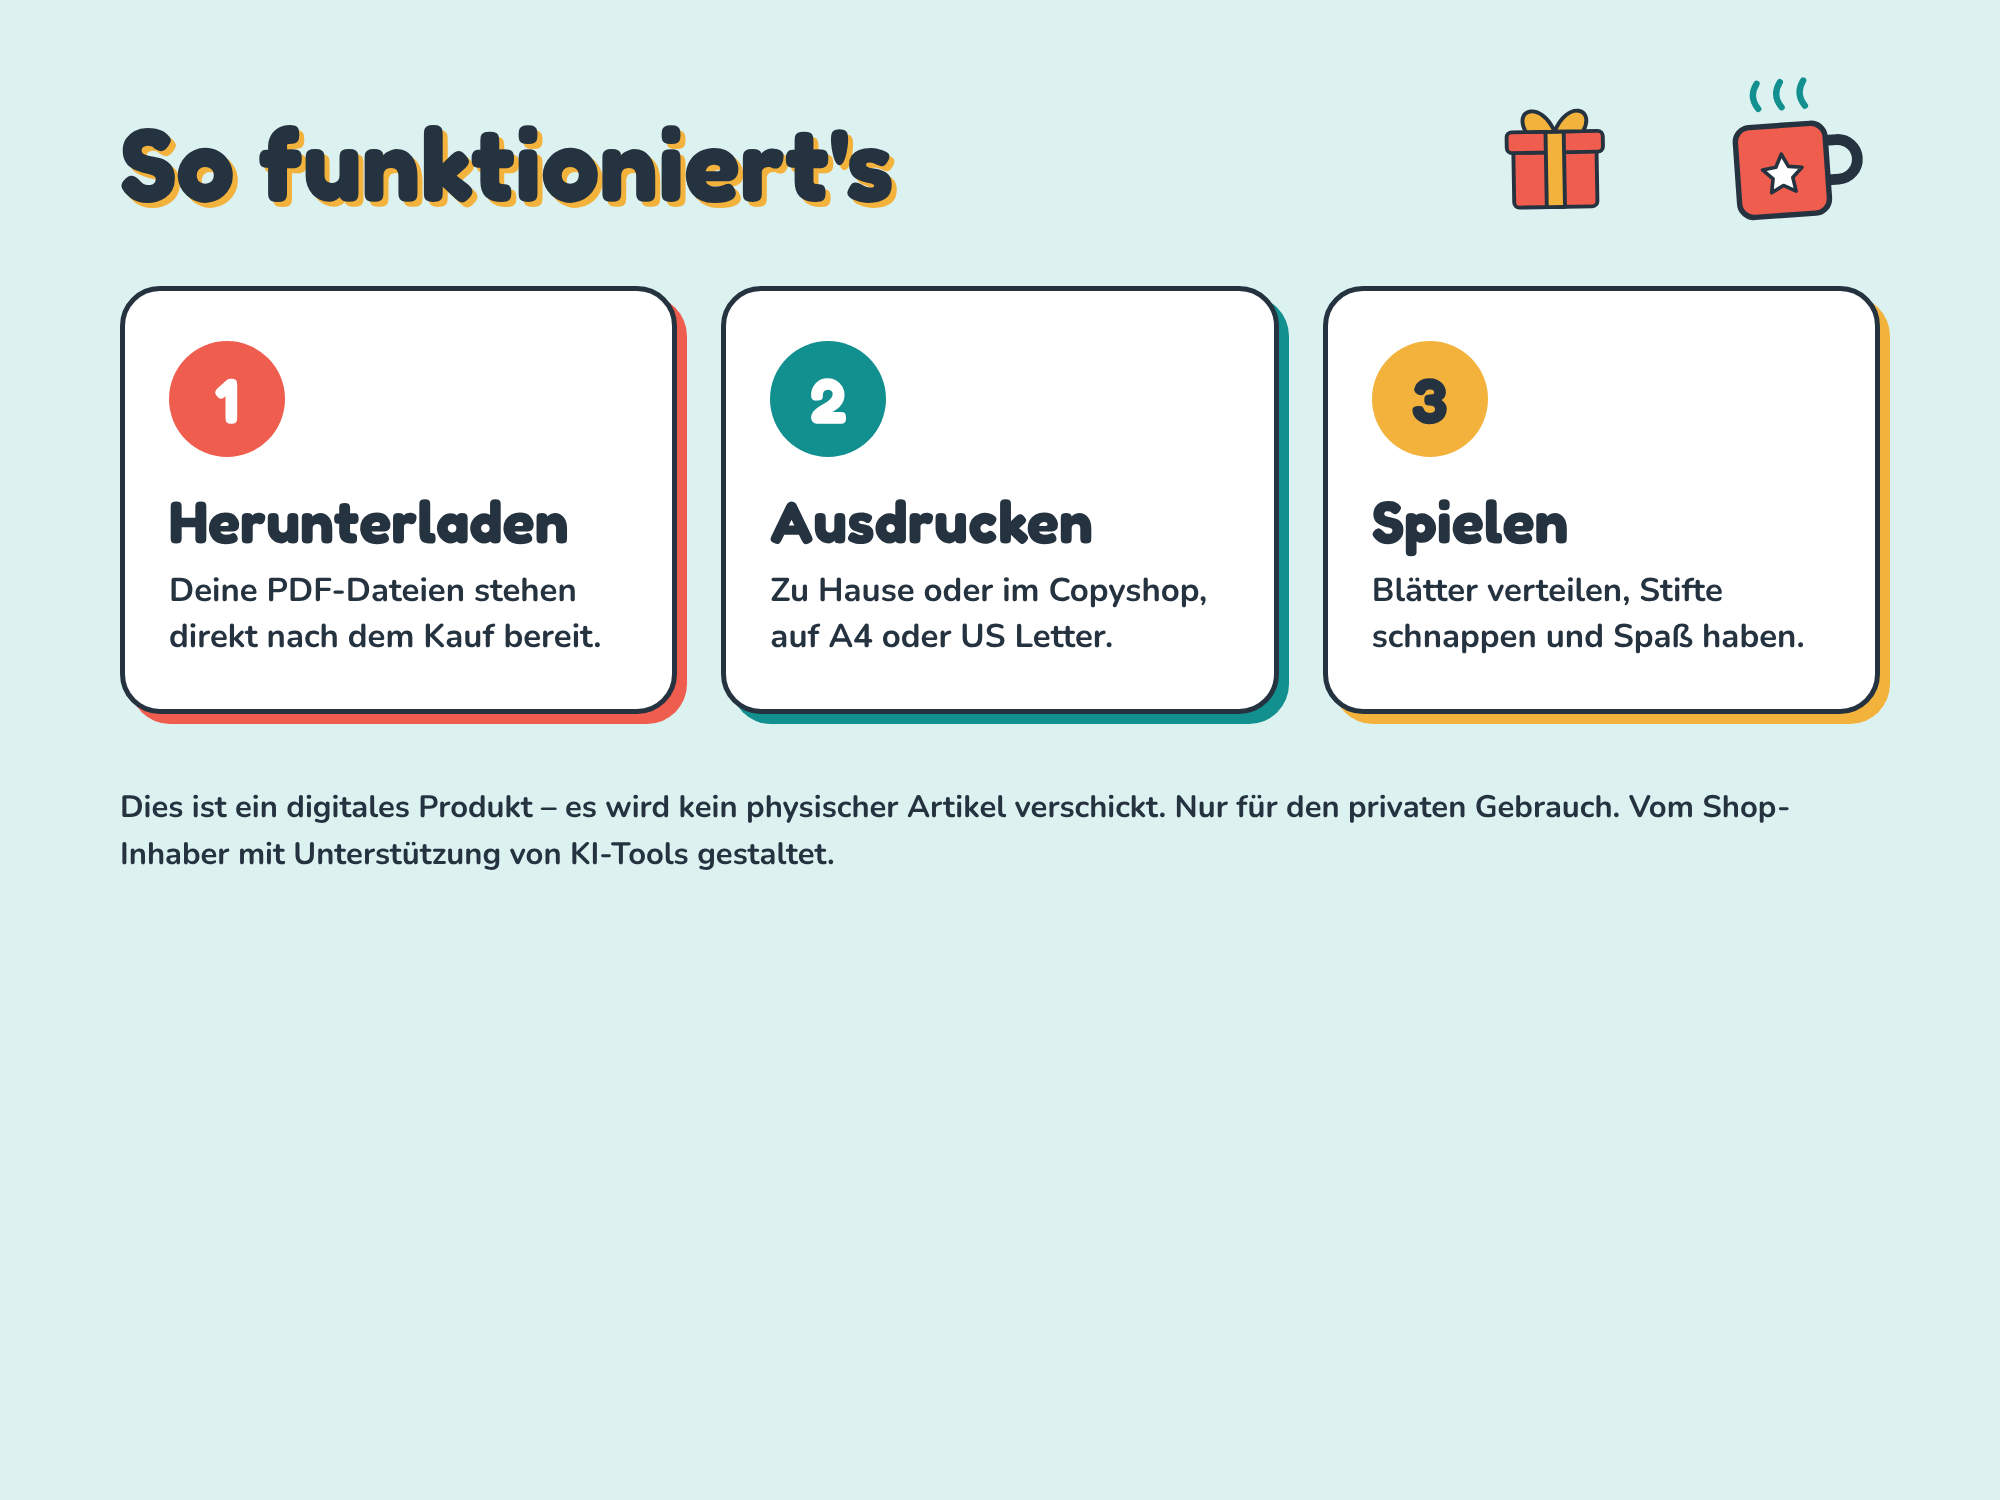 So funktioniert's
1
Herunterladen
Deine PDF-Dateien stehen
direkt nach dem Kauf bereit.
2
Ausdrucken
Zu Hause oder im Copyshop,
auf A4 oder US Letter.
3
Spielen
Blätter verteilen, Stifte
schnappen und Spaß haben.
Dies ist ein digitales Produkt – es wird kein physischer Artikel verschickt. Nur für den privaten Gebrauch. Vom Shop-
Inhaber mit Unterstützung von KI-Tools gestaltet.